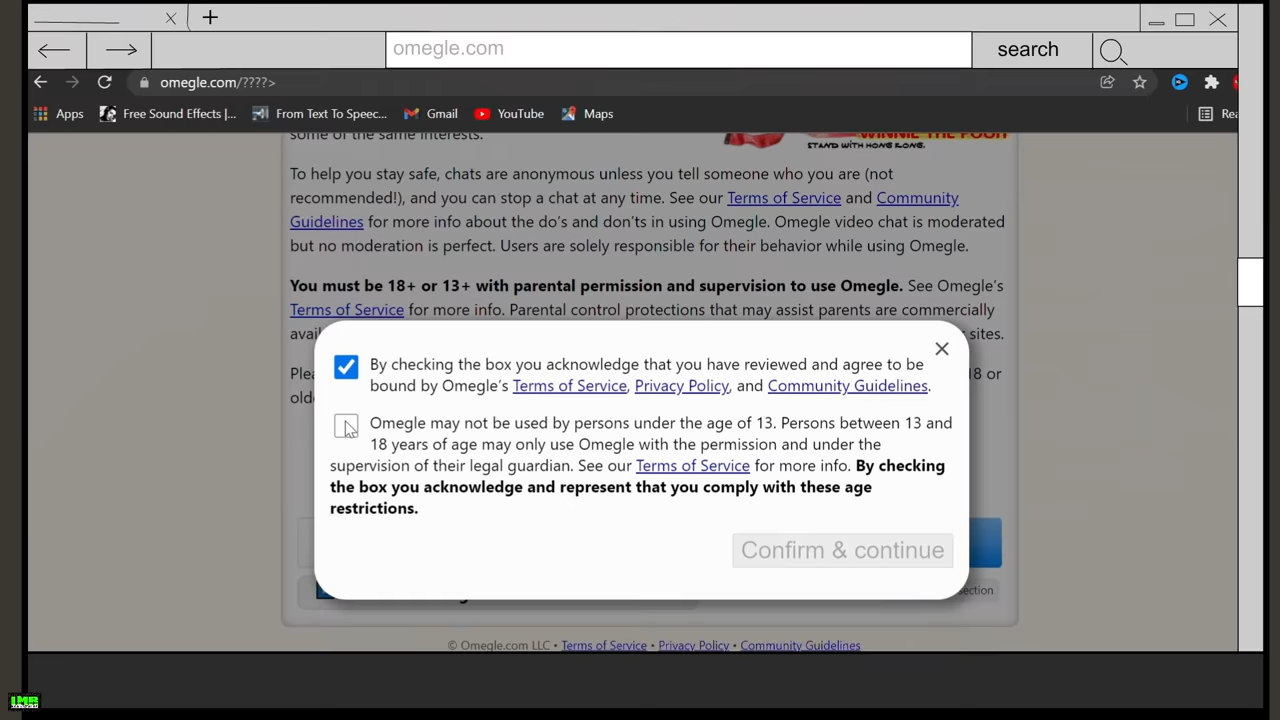 omegle.com
search
omegle.com/????>
Apps
Free Sound Effects |...
From Text To Speec...
Gmail
YouTube
Maps
some of the same interests.
WINNIE THE POOH
STAND WITH HONG KONG.
To help you stay safe, chats are anonymous unless you tell someone who you are (not
recommended!), and you can stop a chat at any time. See our Terms of Service and Community
Guidelines for more info about the do's and don'ts in using Omegle. Omegle video chat is moderated
but no moderation is perfect. Users are solely responsible for their behavior while using Omegle.
You must be 18+ or 13+ with parental permission and supervision to use Omegle. See Omegle's
Terms of Service for more info. Parental control protections that may assist parents are commercially
sites.
18 or
By checking the box you acknowledge that you have reviewed and agree to be
bound by Omegle's Terms of Service, Privacy Policy, and Community Guidelines.
Omegle may not be used by persons under the age of 13. Persons between 13 and
18 years of age may only use Omegle with the permission and under the
supervision of their legal guardian. See our Terms of Service for more info. By checking
the box you acknowledge and represent that you comply with these age
restrictions.
Confirm & continue
section
© Omegle.com LLC • Terms of Service • Privacy Policy • Community Guidelines
LMR